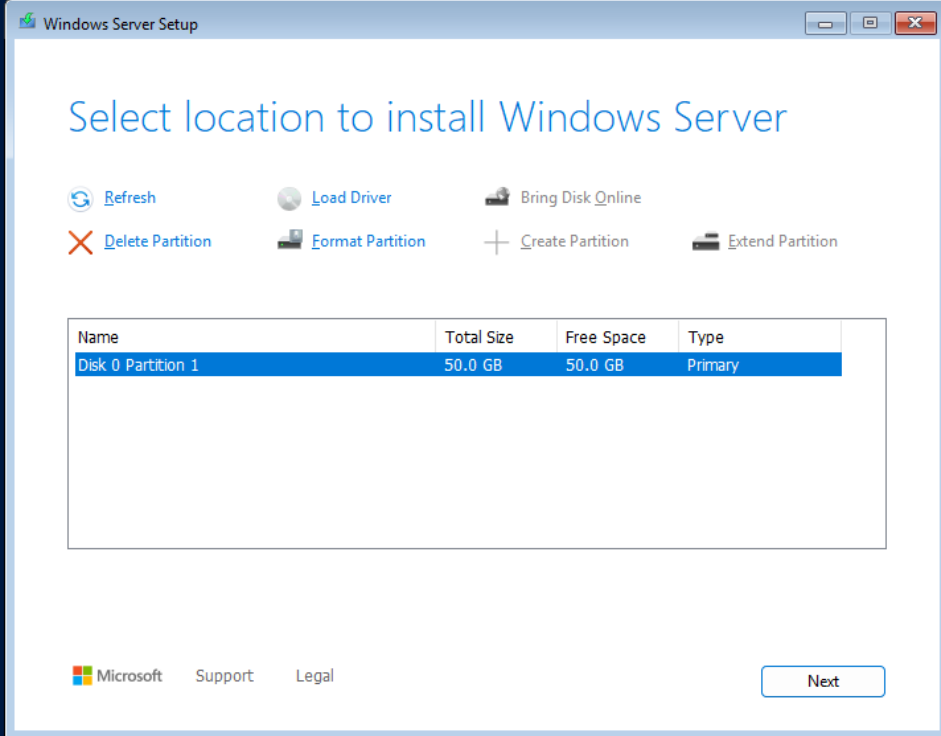 Windows Server Setup
Select location to install Windows Server
Refresh Load Driver Bring Disk Online
Delete Partition Format Partition Create Partition Extend Partition
Name Total Size Free Space Type
Disk 0 Partition 1 50.0 GB 50.0 GB Primary
Microsoft Support Legal Next